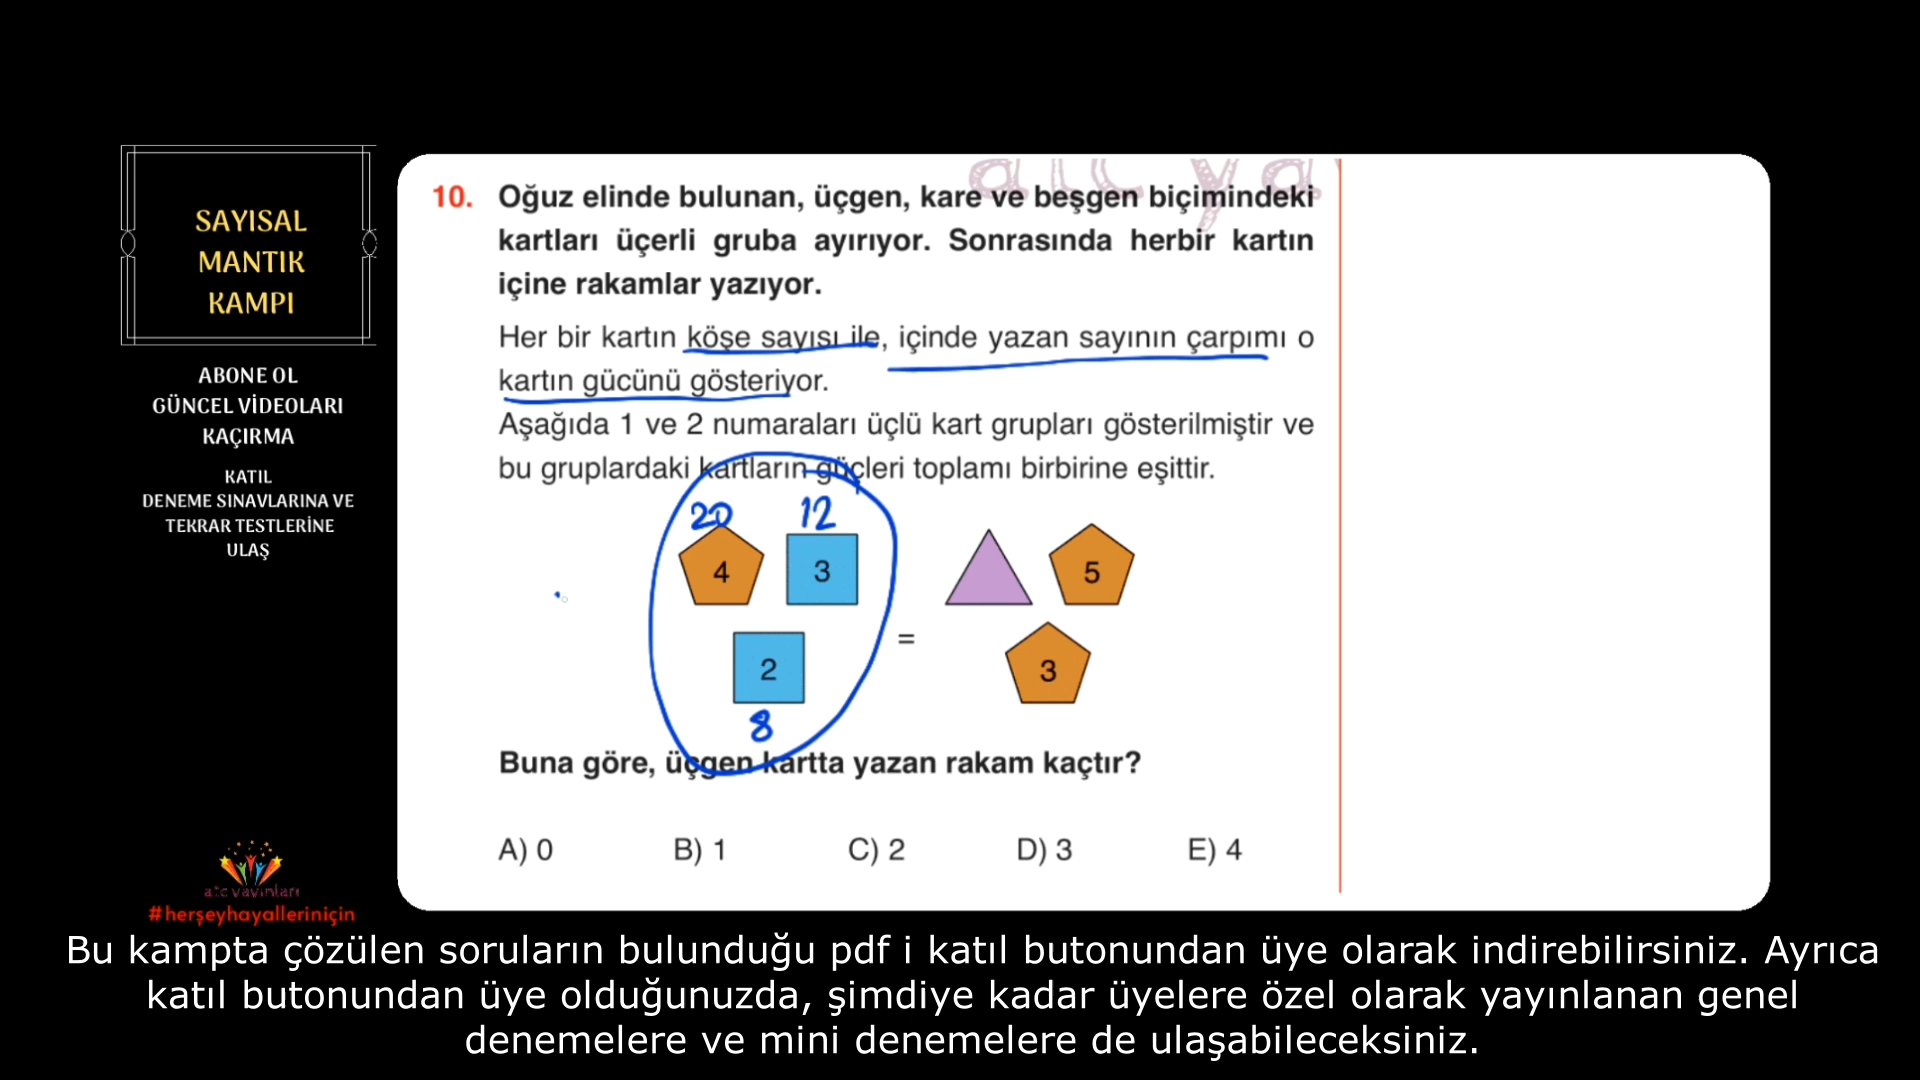 SAYISAL
MANTIK
KAMPI
ABONE OL
GÜNCEL VİDEOLARI
KAÇIRMA
KATIL
DENEME SINAVLARINA VE
TEKRAR TESTLERİNE
ULAŞ
atc yayınları
#herşeyhayalleriniçin
atc ya
10. Oğuz elinde bulunan, üçgen, kare ve beşgen biçimindeki
kartları üçerli gruba ayırıyor. Sonrasında herbir kartın
içine rakamlar yazıyor.
Her bir kartın köşe sayısı ile, içinde yazan sayının çarpımı o
kartın gücünü gösteriyor.
Aşağıda 1 ve 2 numaraları üçlü kart grupları gösterilmiştir ve
bu gruplardaki kartların güçleri toplamı birbirine eşittir.
20 12
4 3 5
=
2 3
8
Buna göre, üçgen kartta yazan rakam kaçtır?
A) 0 B) 1 C) 2 D) 3 E) 4
Bu kampta çözülen soruların bulunduğu pdf i katıl butonundan üye olarak indirebilirsiniz. Ayrıca
katıl butonundan üye olduğunuzda, şimdiye kadar üyelere özel olarak yayınlanan genel
denemelere ve mini denemelere de ulaşabileceksiniz.